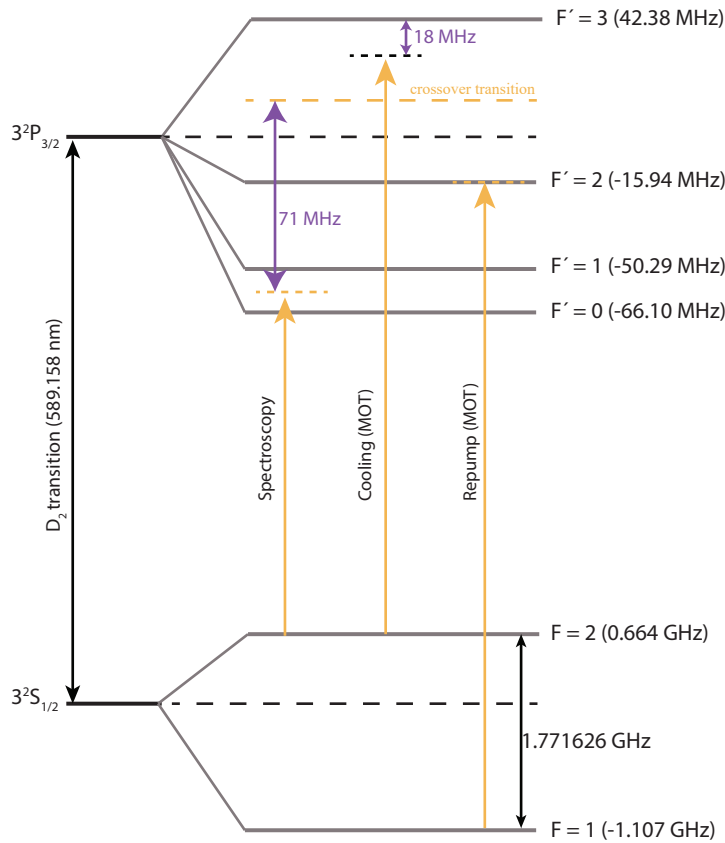 F´ = 3 (42.38 MHz)
18 MHz
crossover transition
3²P₃/₂
F´ = 2 (-15.94 MHz)
71 MHz
F´ = 1 (-50.29 MHz)
F´ = 0 (-66.10 MHz)
D₂ transition (589.158 nm)
Spectroscopy
Cooling (MOT)
Repump (MOT)
F = 2 (0.664 GHz)
3²S₁/₂
1.771626 GHz
F = 1 (-1.107 GHz)